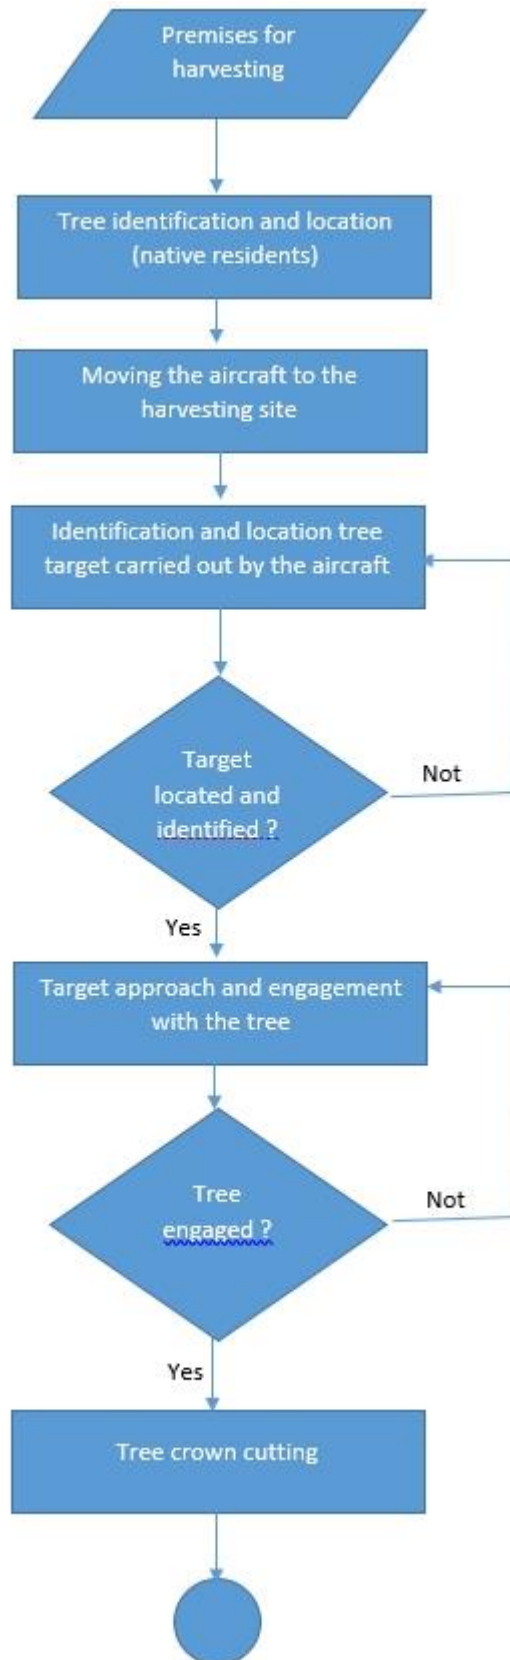 Premises for
harvesting
Tree identification and location
(native residents)
Moving the aircraft to the
harvesting site
Identification and location tree
target carried out by the aircraft
Target
located and
identified ?
Not
Yes
Target approach and engagement
with the tree
Tree
engaged ?
Not
Yes
Tree crown cutting